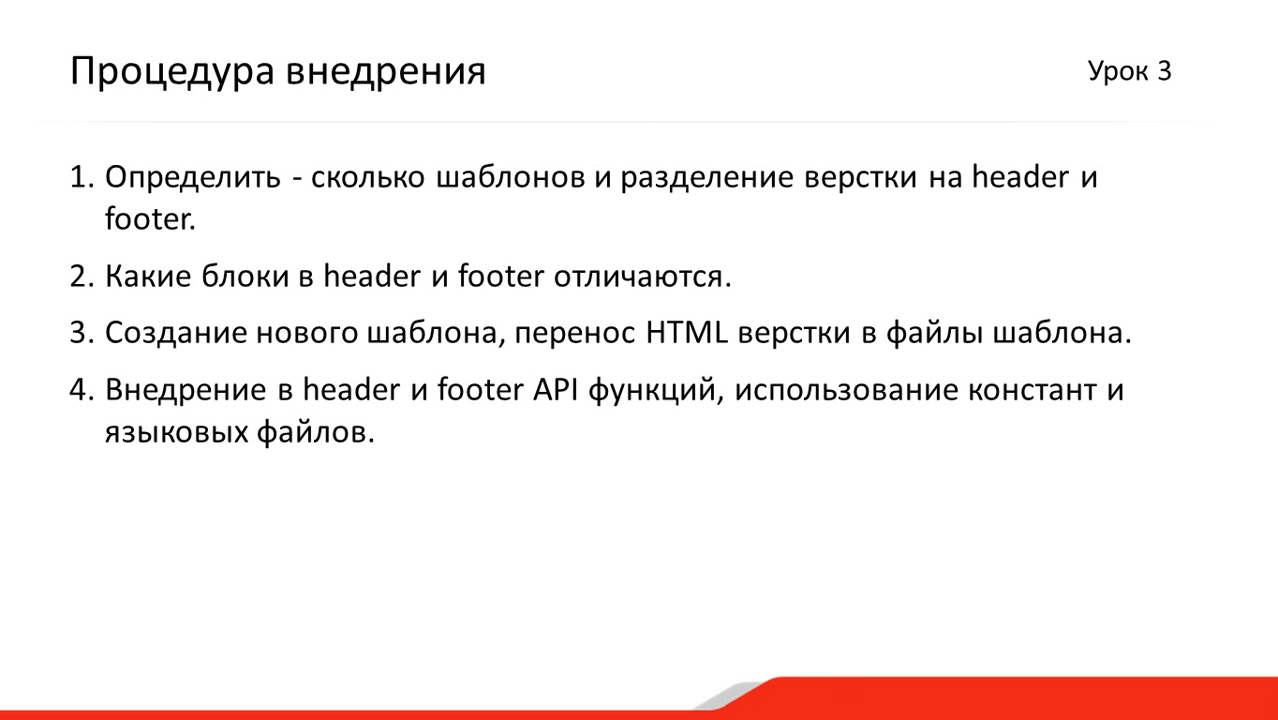 Процедура внедрения
Урок 3
1. Определить - сколько шаблонов и разделение верстки на header и
footer.
2. Какие блоки в header и footer отличаются.
3. Создание нового шаблона, перенос HTML верстки в файлы шаблона.
4. Внедрение в header и footer API функций, использование констант и
языковых файлов.